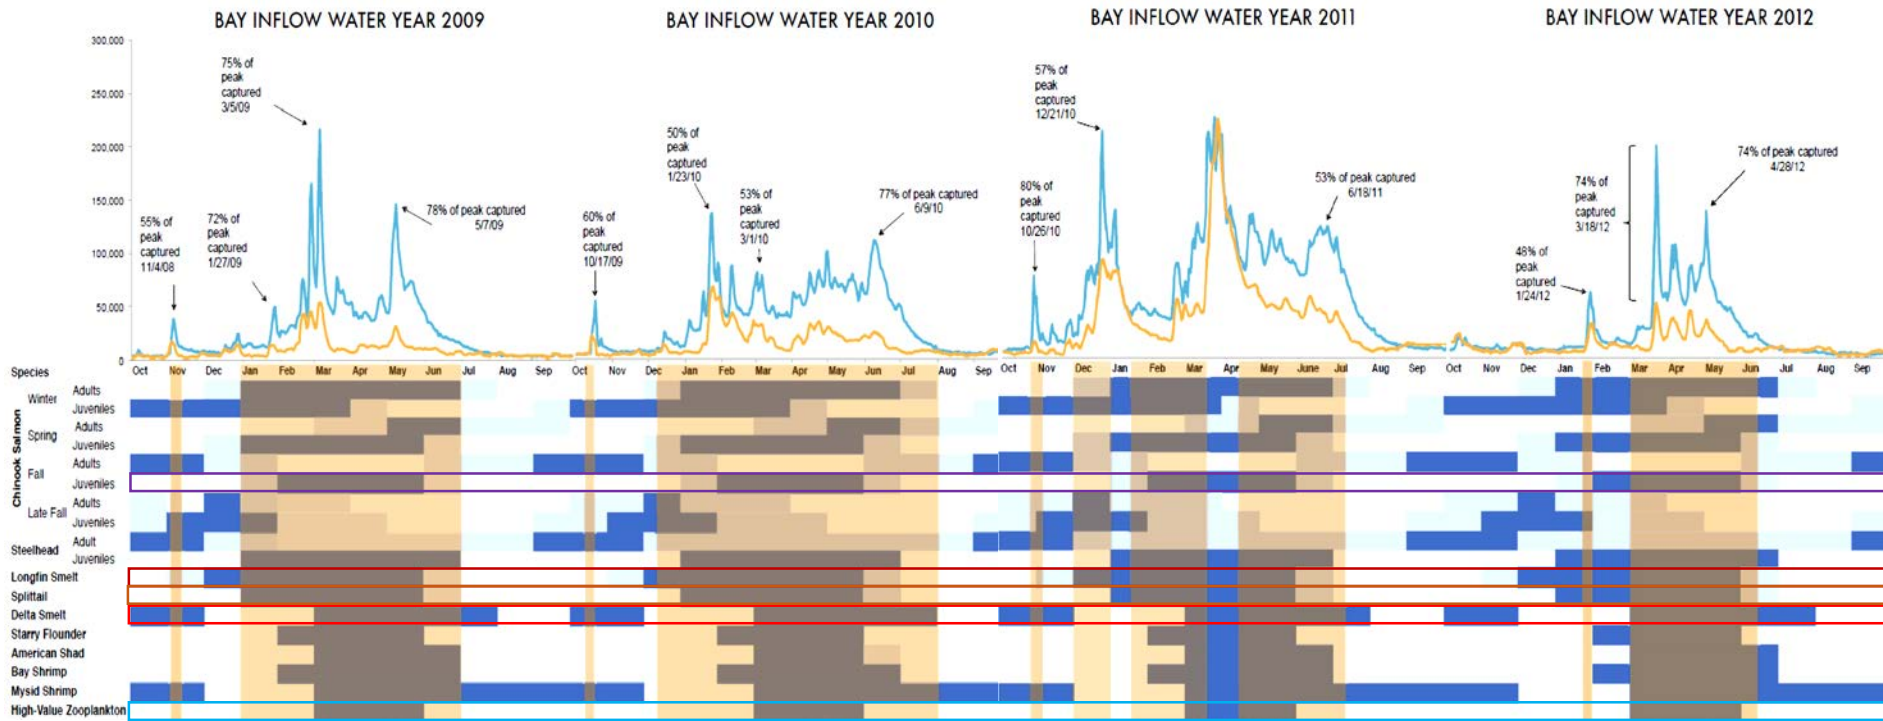 BAY INFLOW WATER YEAR 2009
BAY INFLOW WATER YEAR 2010
BAY INFLOW WATER YEAR 2011
BAY INFLOW WATER YEAR 2012
300,000
250,000
200,000
150,000
100,000
50,000
0
55% of
peak
captured
11/4/08
72% of
peak
captured
1/27/09
75% of
peak
captured
3/5/09
78% of peak captured
5/7/09
60% of
peak
captured
10/17/09
50% of
peak
captured
1/23/10
53% of
peak
captured
3/1/10
77% of peak captured
6/9/10
80% of
peak
captured
10/26/10
57% of
peak
captured
12/21/10
53% of peak captured
6/18/11
48% of
peak
captured
1/24/12
74% of
peak
captured
3/18/12
74% of peak captured
4/28/12
Species
Oct Nov Dec Jan Feb Mar Apr May Jun Jul Aug Sep Oct Nov Dec Jan Feb Mar Apr May Jun Jul Aug Sep Oct Nov Dec Jan Feb Mar Apr May June Jul Aug Sep Oct Nov Dec Jan Feb Mar Apr May Jun Jul Aug Sep
Chinook Salmon
Winter
Adults
Juveniles
Spring
Adults
Juveniles
Fall
Adults
Juveniles
Late Fall
Adults
Juveniles
Steelhead
Adult
Juveniles
Longfin Smelt
Splittail
Delta Smelt
Starry Flounder
American Shad
Bay Shrimp
Mysid Shrimp
High-Value Zooplankton